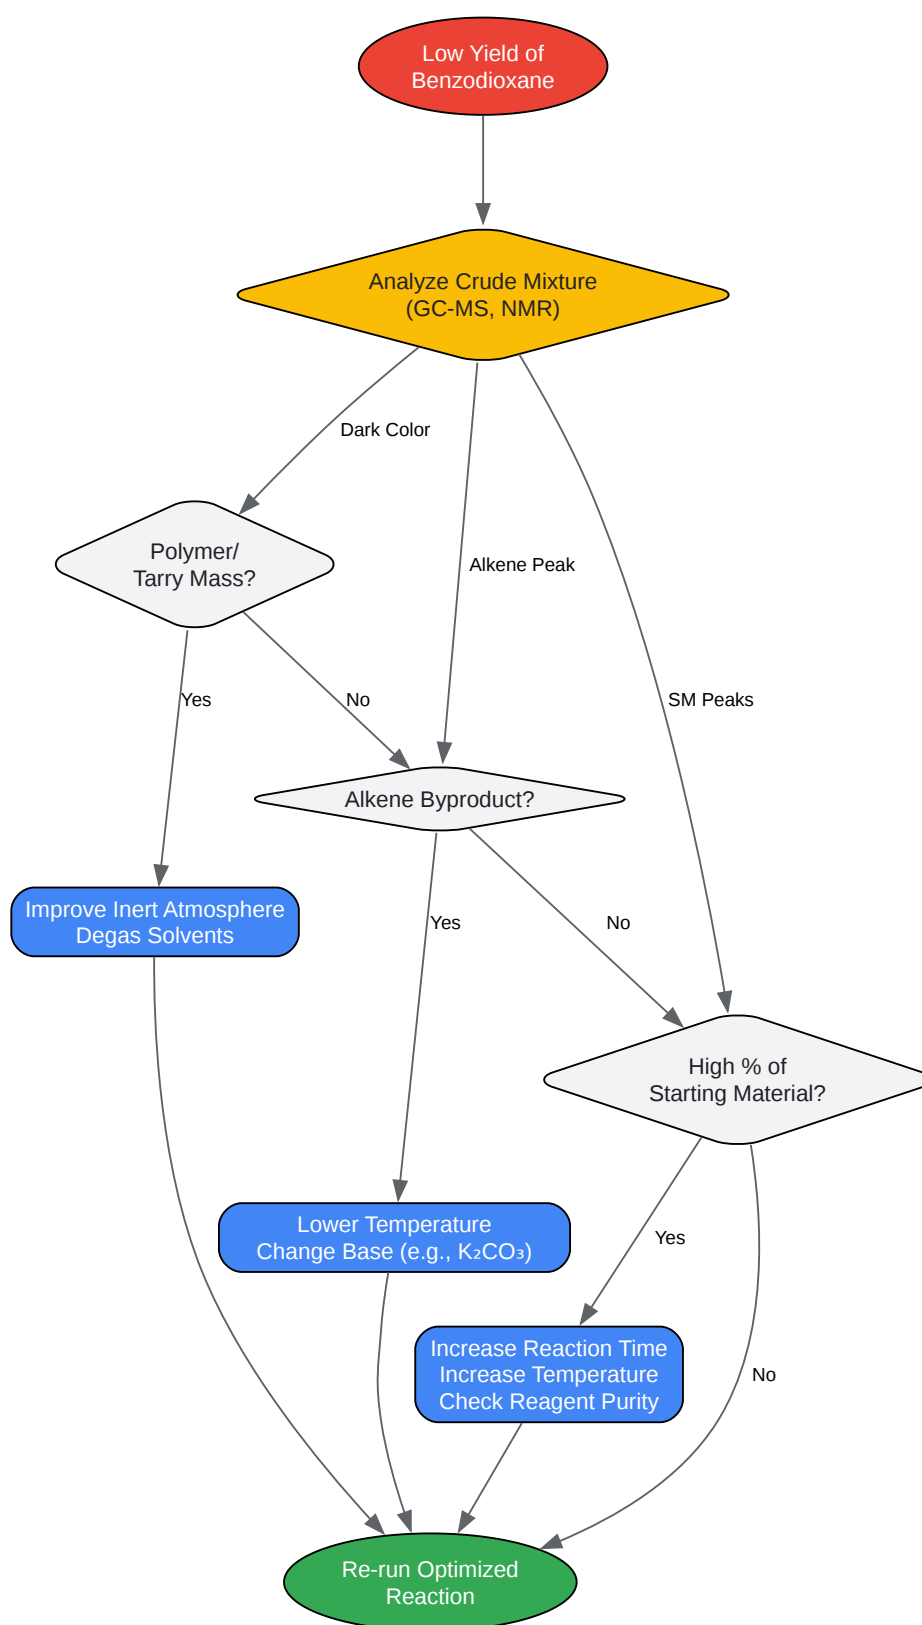 Low Yield of
Benzodioxane
Analyze Crude Mixture
(GC-MS, NMR)
Dark Color
Polymer/
Tarry Mass?
Alkene Peak
Yes
No
SM Peaks
Alkene Byproduct?
Improve Inert Atmosphere
Degas Solvents
Yes
No
High % of
Starting Material?
Lower Temperature
Change Base (e.g., K₂CO₃)
Yes
Increase Reaction Time
Increase Temperature
Check Reagent Purity
No
Re-run Optimized
Reaction